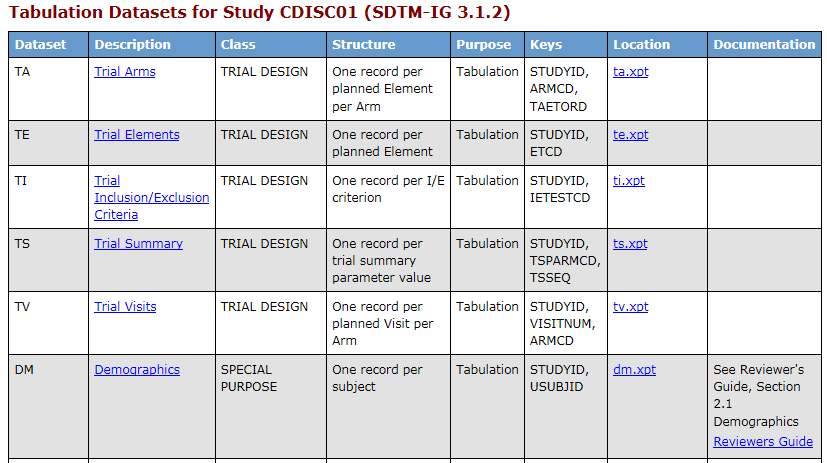 Tabulation Datasets for Study CDISC01 (SDTM-IG 3.1.2)
Dataset Description Class Structure Purpose Keys Location Documentation
TA Trial Arms TRIAL DESIGN One record per Tabulation STUDYID, ta.xpt
planned Element ARMCD,
per Arm TAETORD
TE Trial Elements TRIAL DESIGN One record per Tabulation STUDYID, te.xpt
planned Element ETCD
TI Trial TRIAL DESIGN One record per I/E Tabulation STUDYID, ti.xpt
Inclusion/Exclusion criterion IETESTCD
Criteria
TS Trial Summary TRIAL DESIGN One record per Tabulation STUDYID, ts.xpt
trial summary TSPARMCD,
parameter value TSSEQ
TV Trial Visits TRIAL DESIGN One record per Tabulation STUDYID, tv.xpt
planned Visit per VISITNUM,
Arm ARMCD
DM Demographics SPECIAL One record per Tabulation STUDYID, dm.xpt See Reviewer's
PURPOSE subject USUBJID Guide, Section
2.1
Demographics
Reviewers Guide